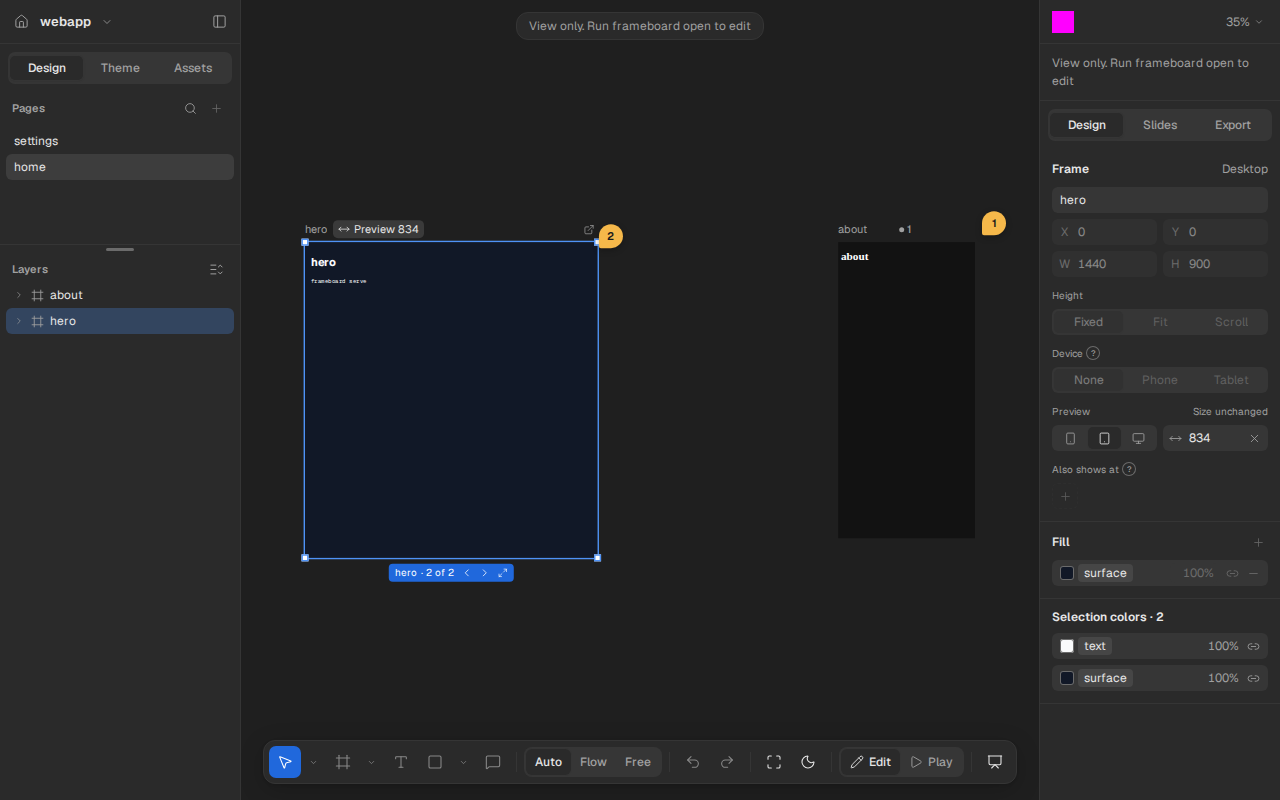 webapp
View only. Run frameboard open to edit
35%
Design
Theme
Assets
View only. Run frameboard open to
edit
Pages
Design
Slides
Export
settings
home
Frame
Desktop
hero
X 0
Y 0
W 1440
H 900
hero
Preview 834
2
about
1
1
hero
frameboard serve
about
Layers
about
hero
Height
Fixed
Fit
Scroll
Device ?
None
Phone
Tablet
Preview
Size unchanged
834
Also shows at ?
Fill
surface
100%
hero · 2 of 2
Selection colors · 2
text
100%
surface
100%
Auto
Flow
Free
Edit
Play